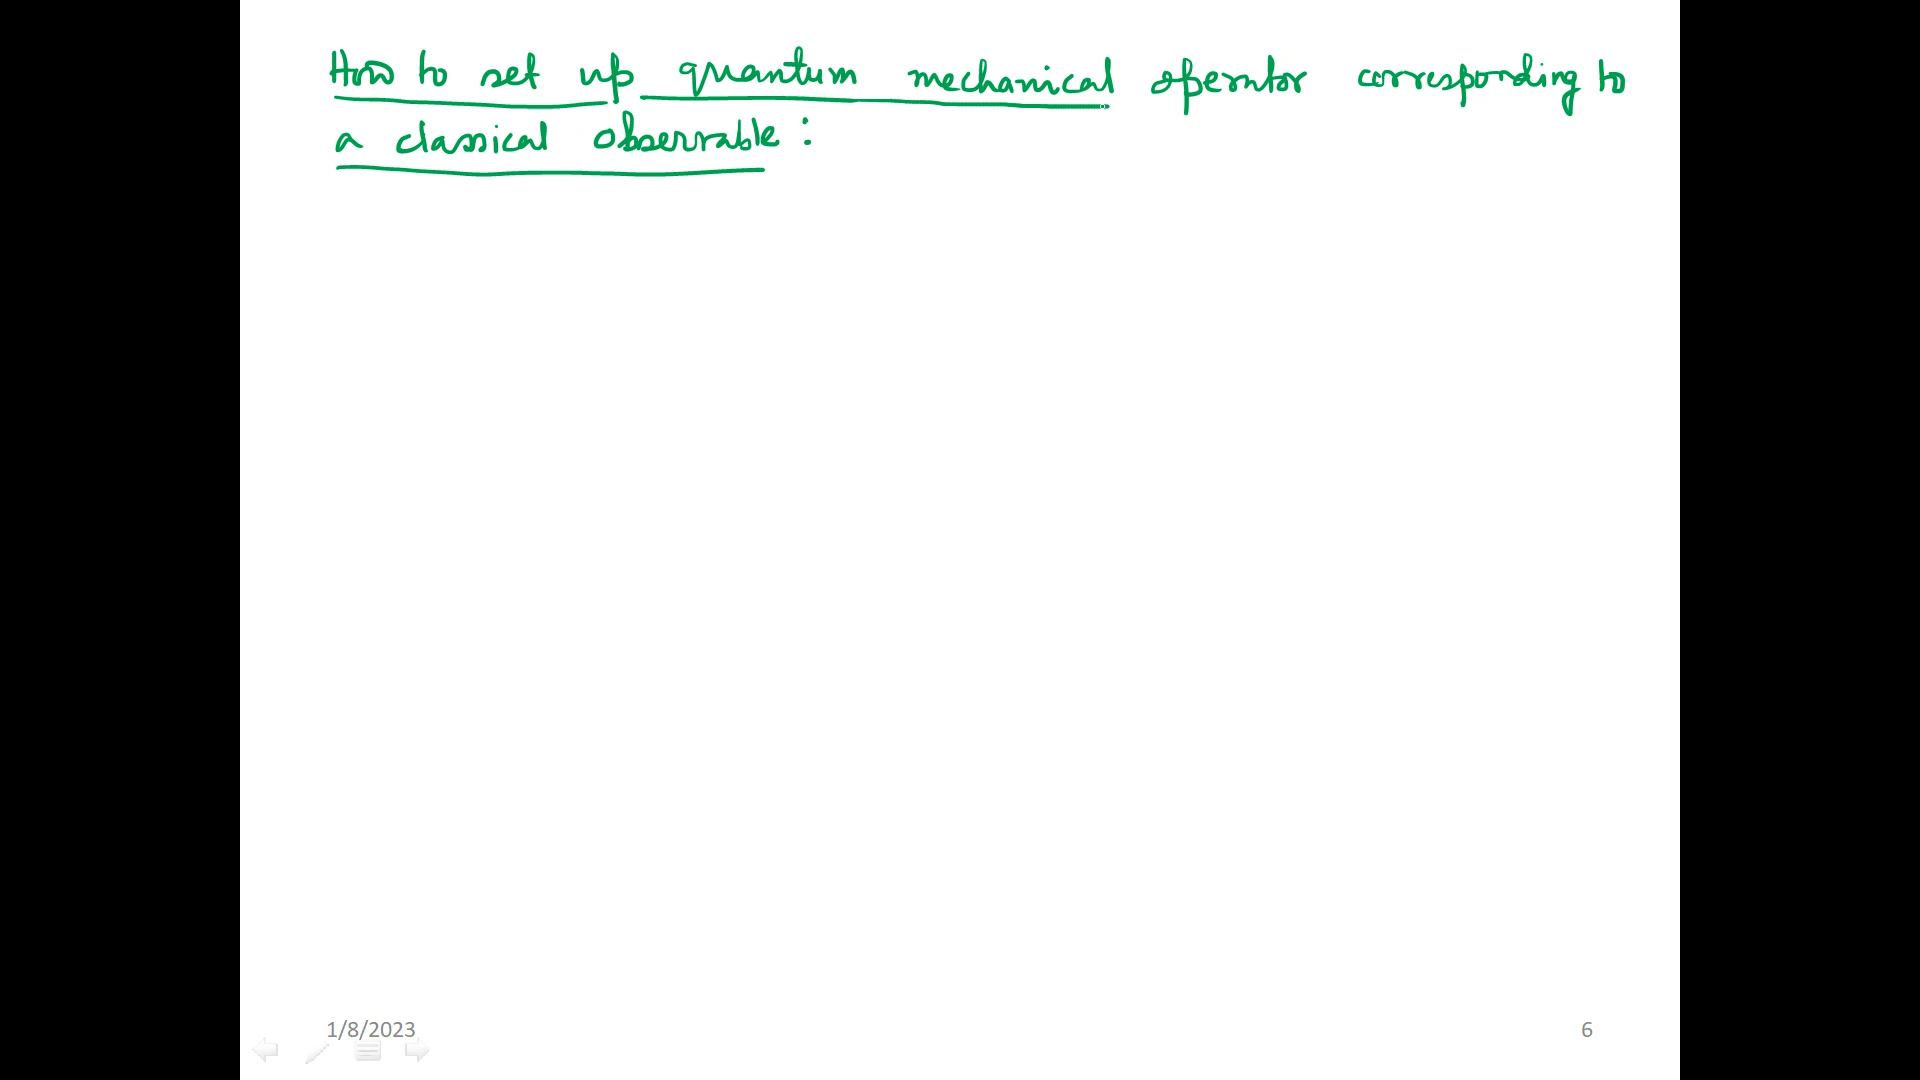 How to set up quantum mechanical operator corresponding to
a classical observable :
1/8/2023
6